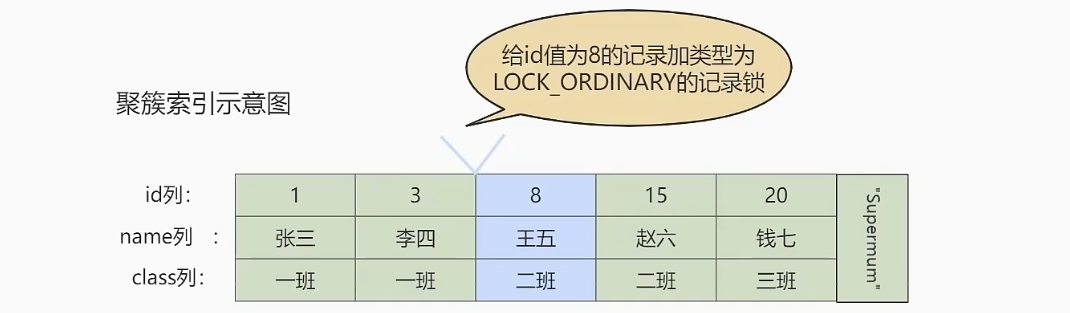 给id值为8的记录加类型为
LOCK_ORDINARY的记录锁
聚簇索引示意图
id列: 1 3 8 15 20
name列 : 张三 李四 王五 赵六 钱七
class列: 一班 一班 二班 二班 三班
"Supermum"